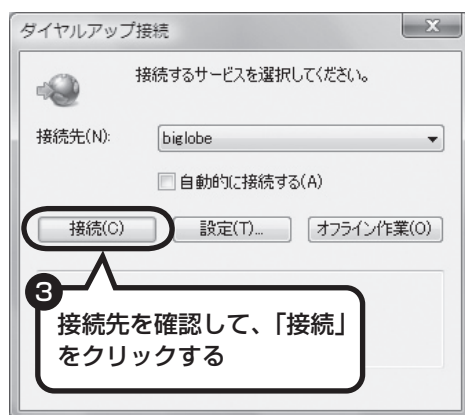 ダイヤルアップ接続
x
接続するサービスを選択してください。
接続先(N):
biglobe
自動的に接続する(A)
接続(C)
設定(T)...
オフライン作業(O)
3
接続先を確認して、「接続」
をクリックする